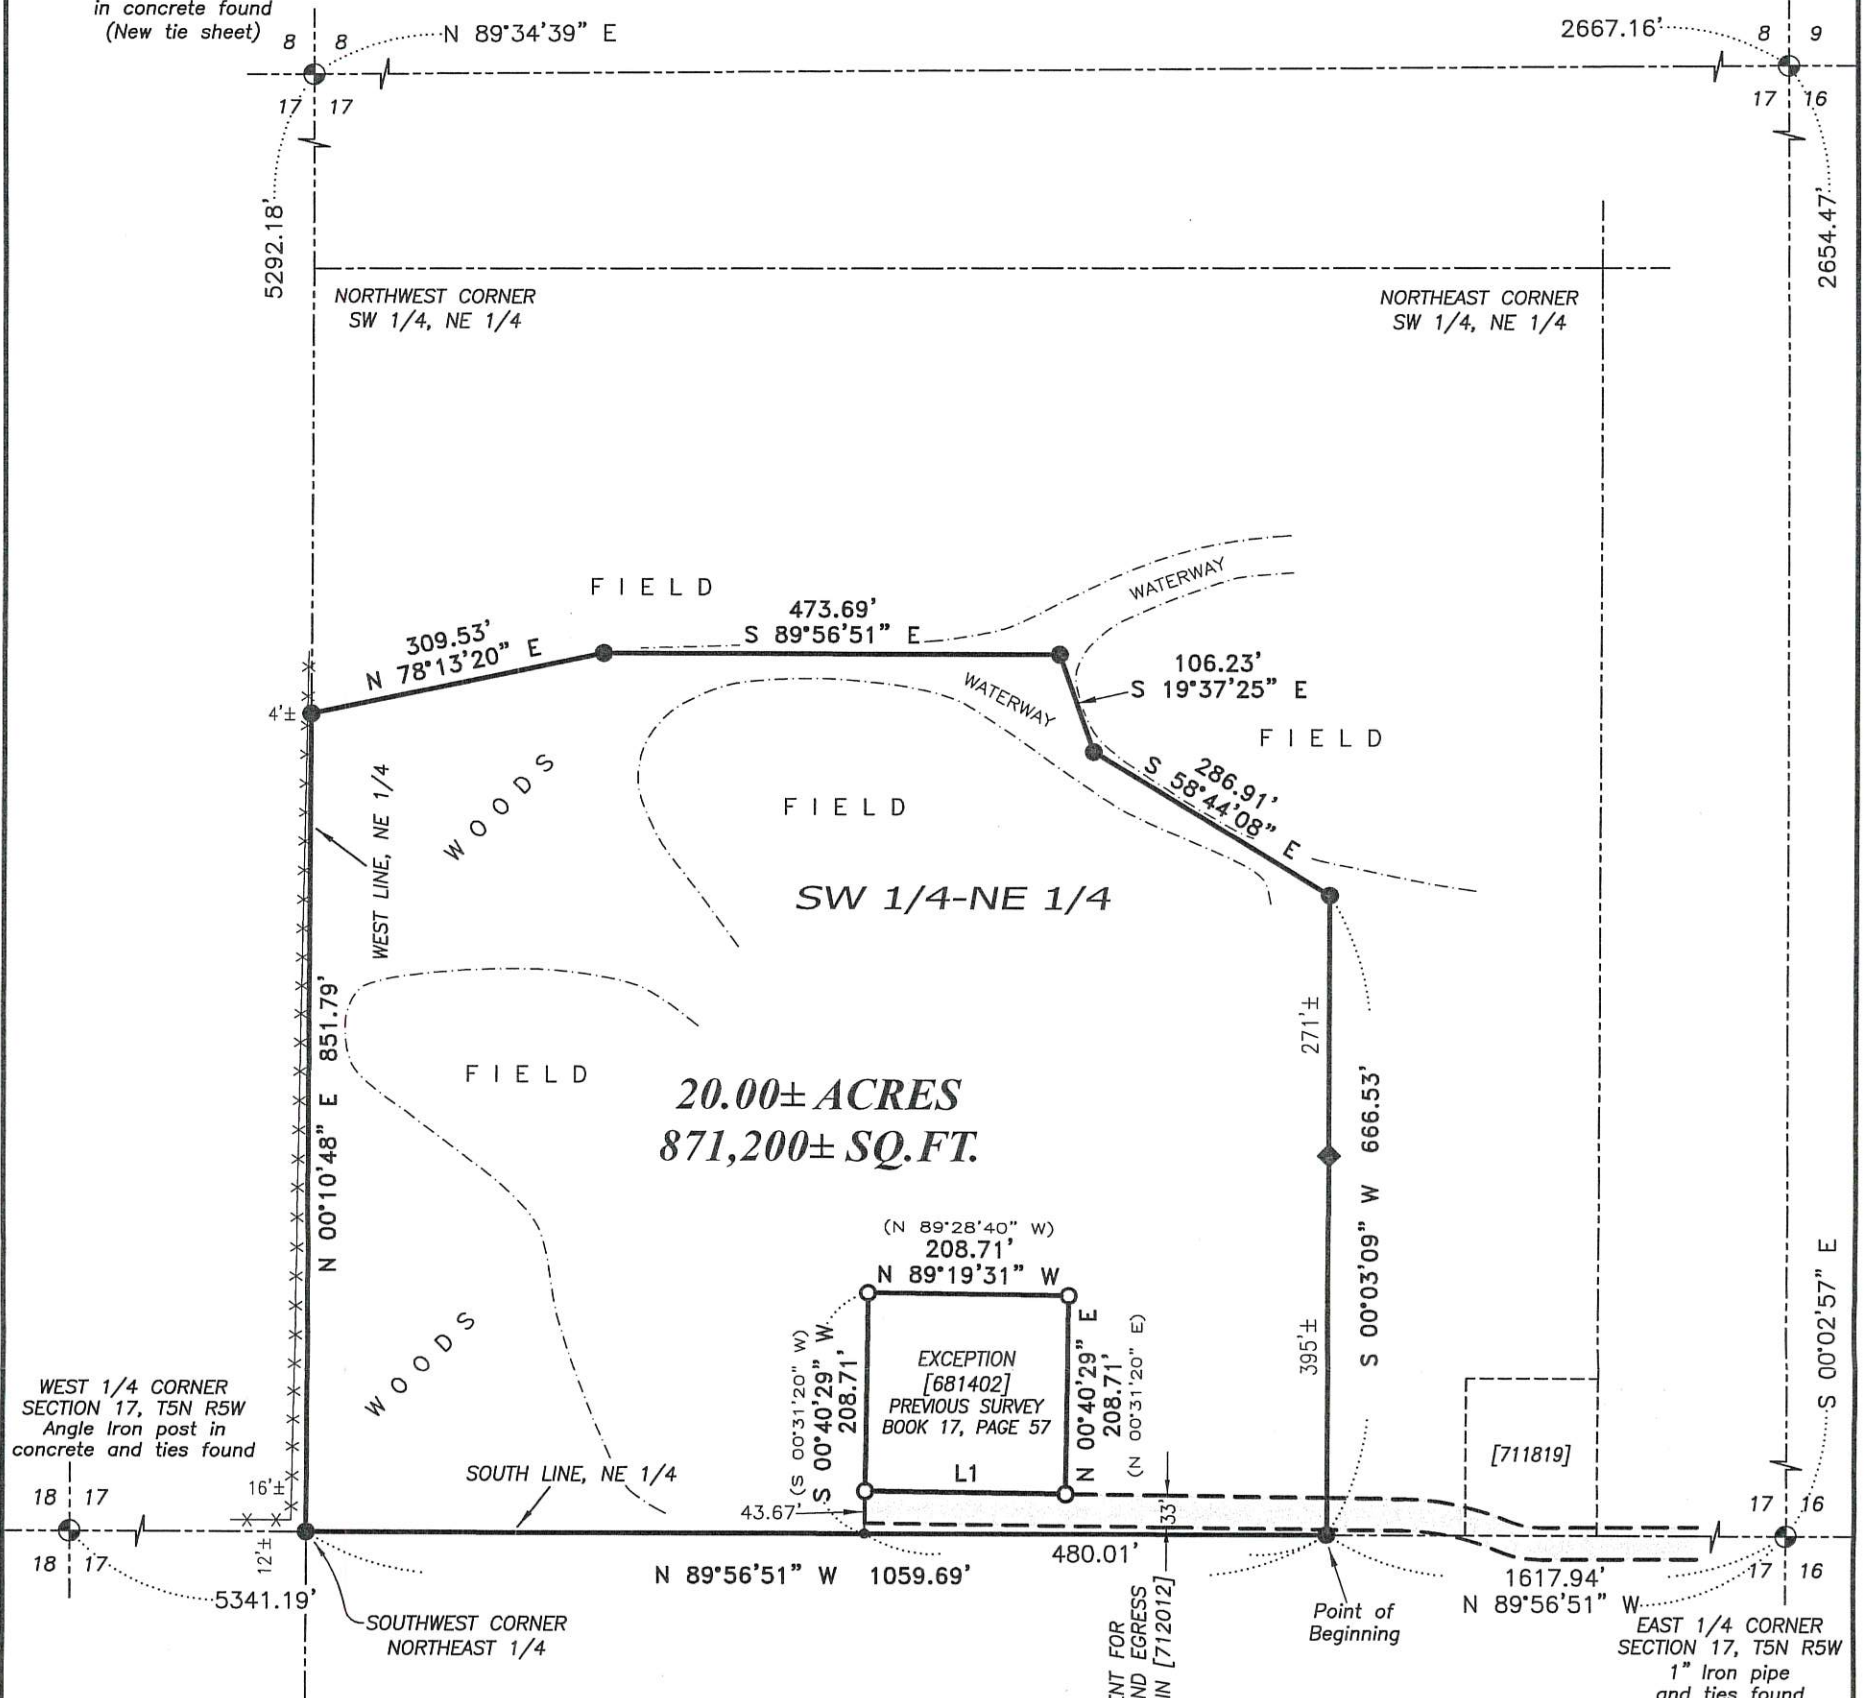 in concrete found
(New tie sheet)
8 8
N 89°34'39" E
2667.16'
8 9
17 17
17 16
5292.18'
2654.47'
NORTHWEST CORNER
SW 1/4, NE 1/4
NORTHEAST CORNER
SW 1/4, NE 1/4
FIELD
WATERWAY
309.53'
N 78°13'20" E
473.69'
S 89°56'51" E
106.23'
S 19°37'25" E
WATERWAY
4'±
FIELD
286.91'
S 58°44'08" E
WEST LINE, NE 1/4
WOODS
FIELD
SW 1/4-NE 1/4
N 00°10'48" E 851.79'
271'±
FIELD
20.00± ACRES
871,200± SQ.FT.
S 00°03'09" W 666.53'
395'±
(N 89°28'40" W)
208.71'
N 89°19'31" W
WOODS
(S 00°31'20" W)
S 00°40'29" W
208.71'
EXCEPTION
[681402]
PREVIOUS SURVEY
BOOK 17, PAGE 57
L1
N 00°40'29" E
208.71'
(N 00°31'20" E)
S 00°02'57" E
WEST 1/4 CORNER
SECTION 17, T5N R5W
Angle Iron post in
concrete and ties found
[711819]
SOUTH LINE, NE 1/4
16'±
18 17
43.67'
33'
17 16
12'±
18 17
17 16
480.01'
N 89°56'51" W 1059.69'
1617.94'
N 89°56'51" W
5341.19'
SOUTHWEST CORNER
NORTHEAST 1/4
Point of
Beginning
EAST 1/4 CORNER
SECTION 17, T5N R5W
1" Iron pipe
and ties found
ENT FOR
ND EGRESS
IN [712012]